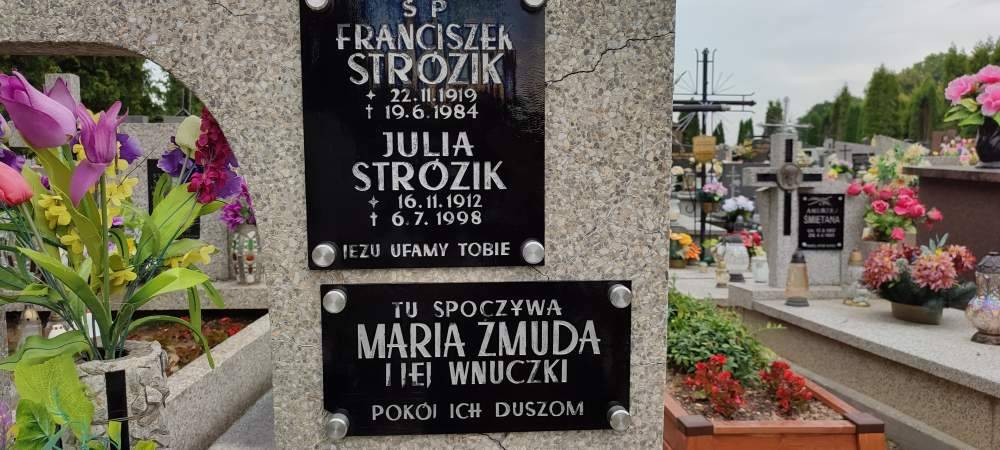 Ś P
FRANCISZEK
STRÓZIK
22.11.1919
† 19.6.1984
JULIA
STRÓZIK
16.11.1912
† 6.7.1998
JEZU UFAMY TOBIE
TU SPOCZYWA
MARIA ŻMUDA
I JEJ WNUCZKI
POKÓJ ICH DUSZOM
ŚMIETANA